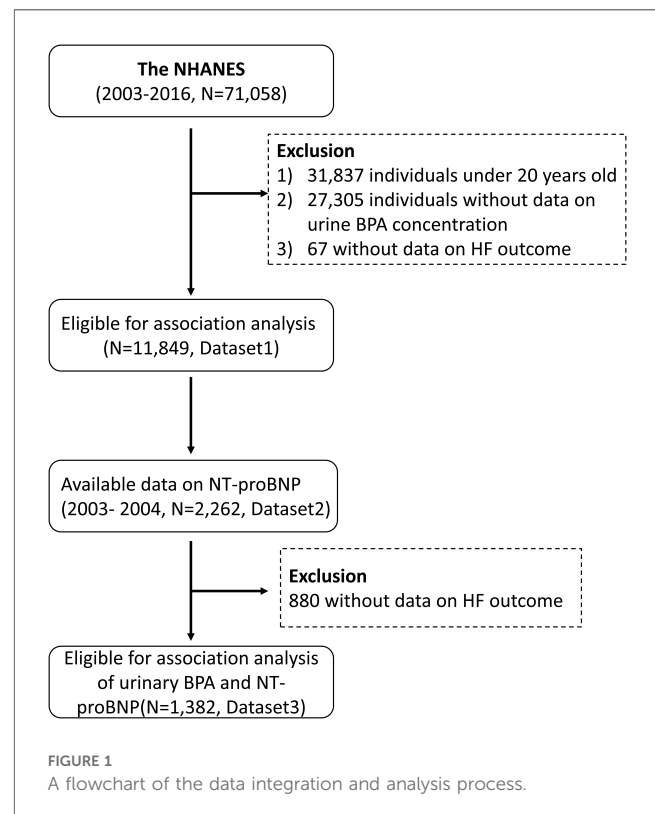 The NHANES
(2003-2016, N=71,058)
Exclusion
1) 31,837 individuals under 20 years old
2) 27,305 individuals without data on
urine BPA concentration
3) 67 without data on HF outcome
Eligible for association analysis
(N=11,849, Dataset1)
Available data on NT-proBNP
(2003- 2004, N=2,262, Dataset2)
Exclusion
880 without data on HF outcome
Eligible for association analysis
of urinary BPA and NT-
proBNP(N=1,382, Dataset3)
FIGURE 1
A flowchart of the data integration and analysis process.